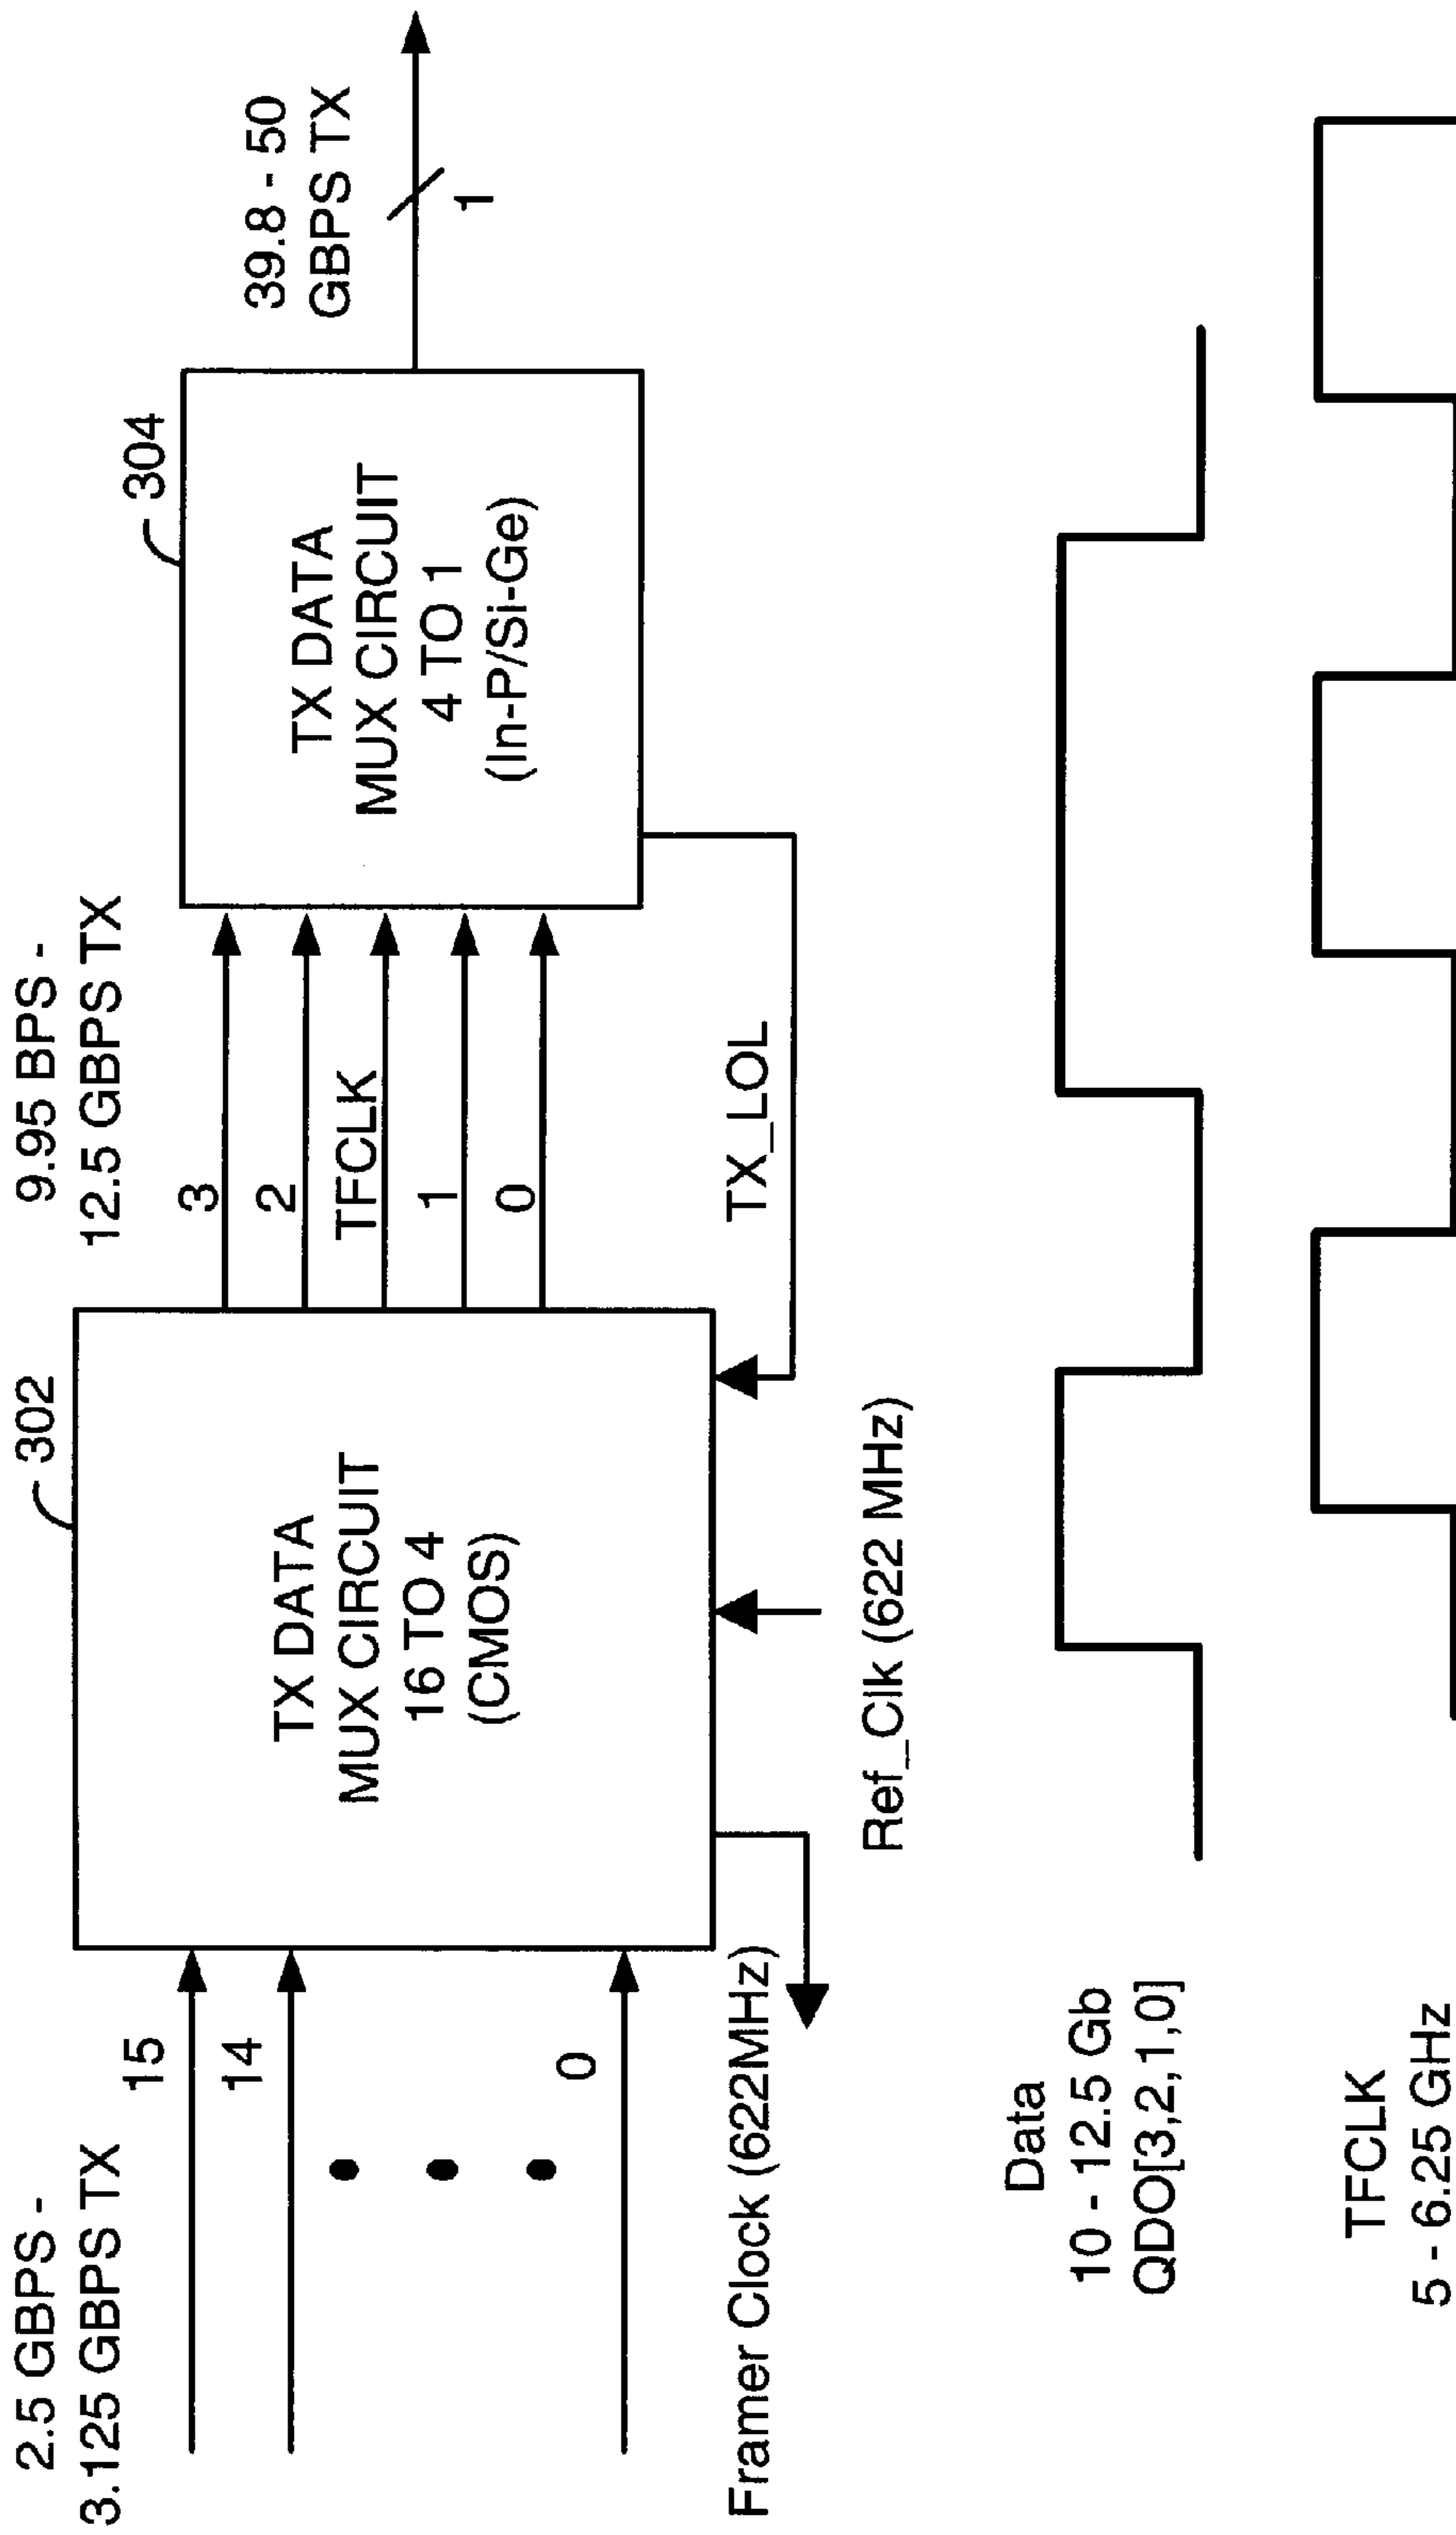 2.5 GBPS -
3.125 GBPS TX
15
14
0
302
TX DATA
MUX CIRCUIT
16 TO 4
(CMOS)
Framer Clock (622MHz)
Ref_Clk (622 MHz)
9.95 BPS -
12.5 GBPS TX
3
2
TFCLK
1
0
TX_LOL
304
TX DATA
MUX CIRCUIT
4 TO 1
(In-P/Si-Ge)
39.8 - 50
GBPS TX
1
Data
10 - 12.5 Gb
QDO[3,2,1,0]
TFCLK
5 - 6.25 GHz